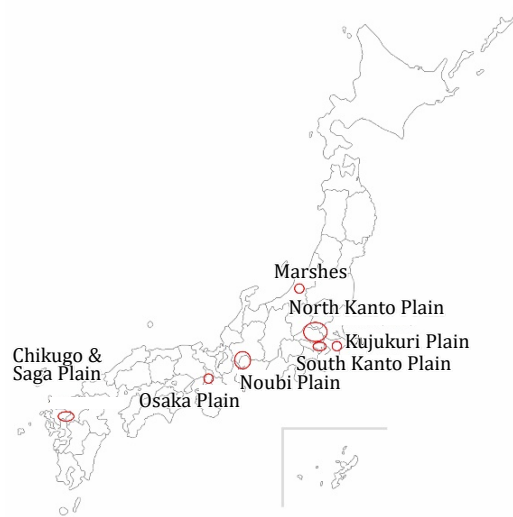 Marshes
North Kanto Plain
Kujukuri Plain
South Kanto Plain
Chikugo &
Saga Plain
Noubi Plain
Osaka Plain